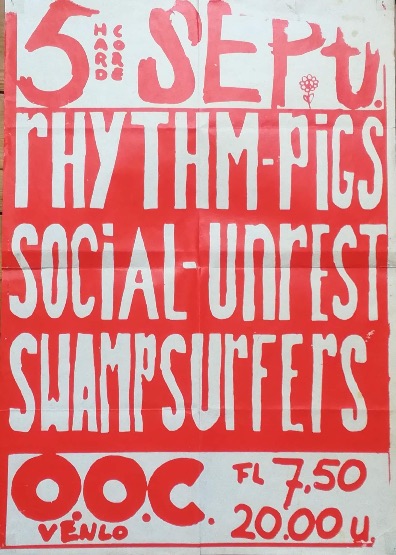 5 HARD CORE SEPT.
RHYTHM-PiGS
SOCiAL-UNREST
SWAMPSURFERS
O.O.C. FL 7.50
VENLO 20.00 u.